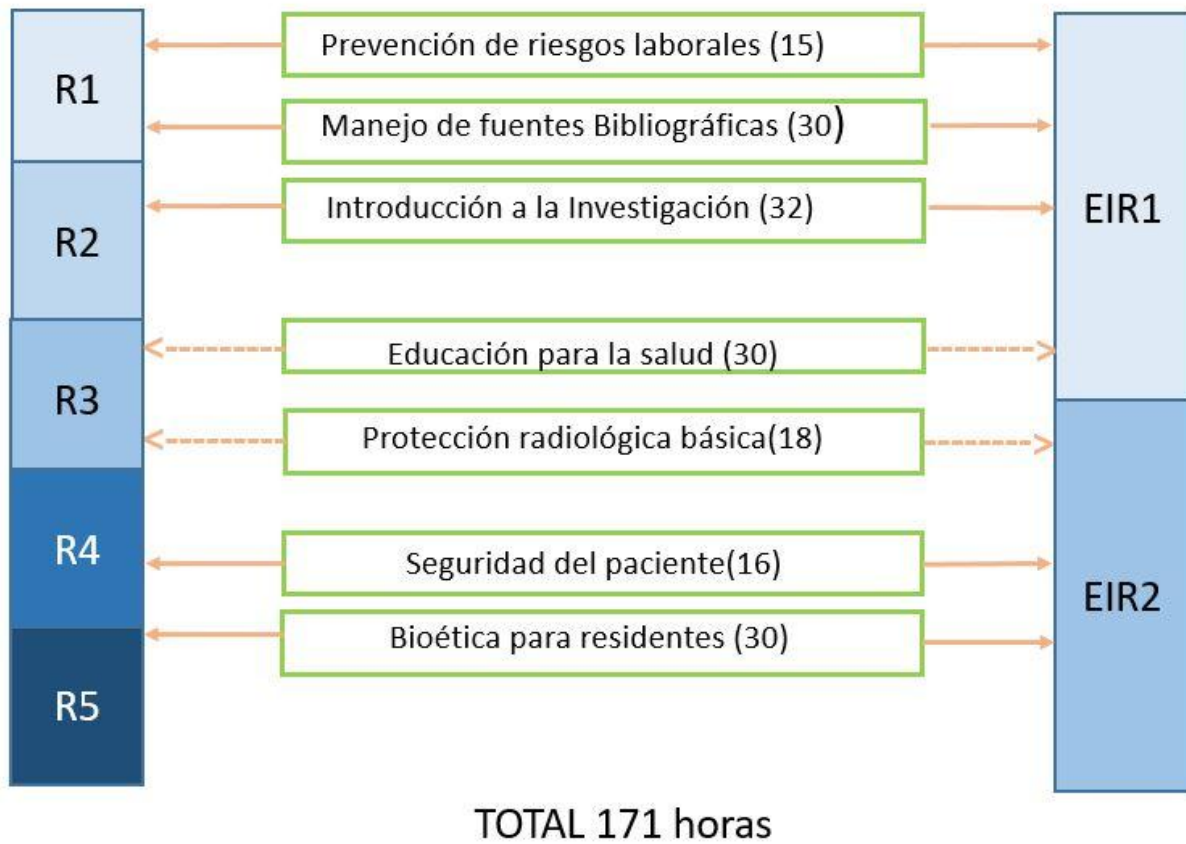 R1
R2
R3
R4
R5
Prevención de riesgos laborales (15)
Manejo de fuentes Bibliográficas (30)
Introducción a la Investigación (32)
Educación para la salud (30)
Protección radiológica básica(18)
Seguridad del paciente(16)
Bioética para residentes (30)
EIR1
EIR2
TOTAL 171 horas